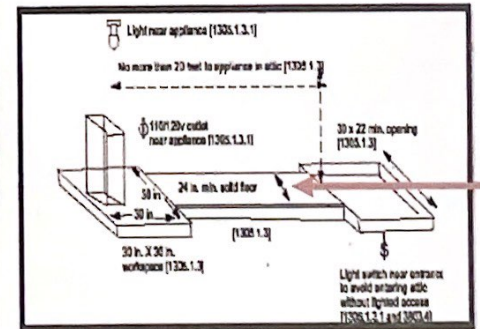 Light near appliance [1305.1.3.1]
No more than 20 feet to appliance in attic [1305.1.3]
30 x 22 min. opening
[1305.1.3]
110/120v outlet
near appliance [1305.1.3.1]
24 in. min. solid floor
30 in.
30 in.
[1305.1.3]
30 in. X 30 in.
workspace [1305.1.3]
$
Light switch near entrance
to avoid entering attic
without lighted access